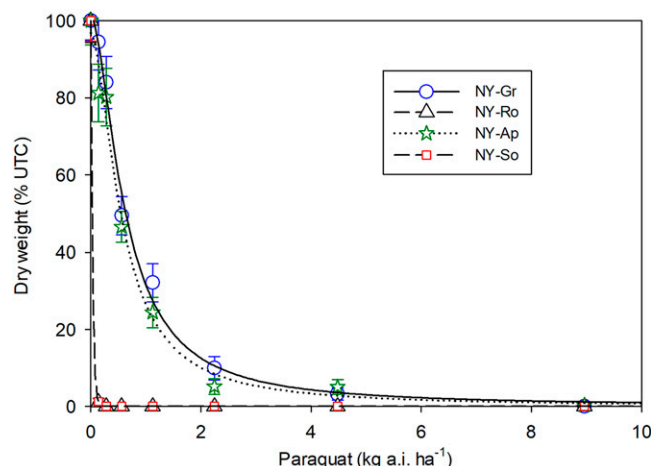 100
80
60
40
20
0
Dry weight (% UTC)
NY-Gr
NY-Ro
NY-Ap
NY-So
0 2 4 6 8 10
Paraquat (kg a.i. ha⁻¹)